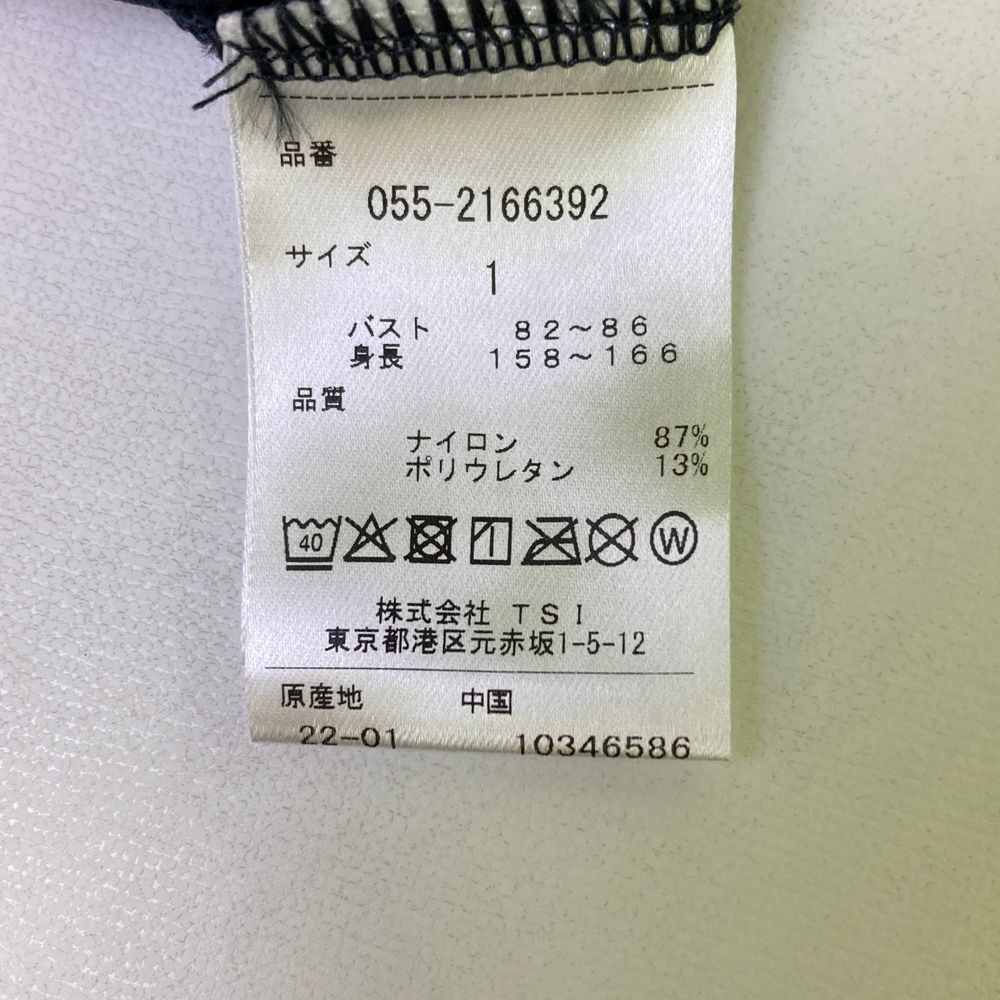 品番
055-2166392
サイズ
1
バスト 82~86
身長 158~166
品質
ナイロン 87%
ポリウレタン 13%
40 W
株式会社 TSI
東京都港区元赤坂1-5-12
原産地 中国
22-01 10346586